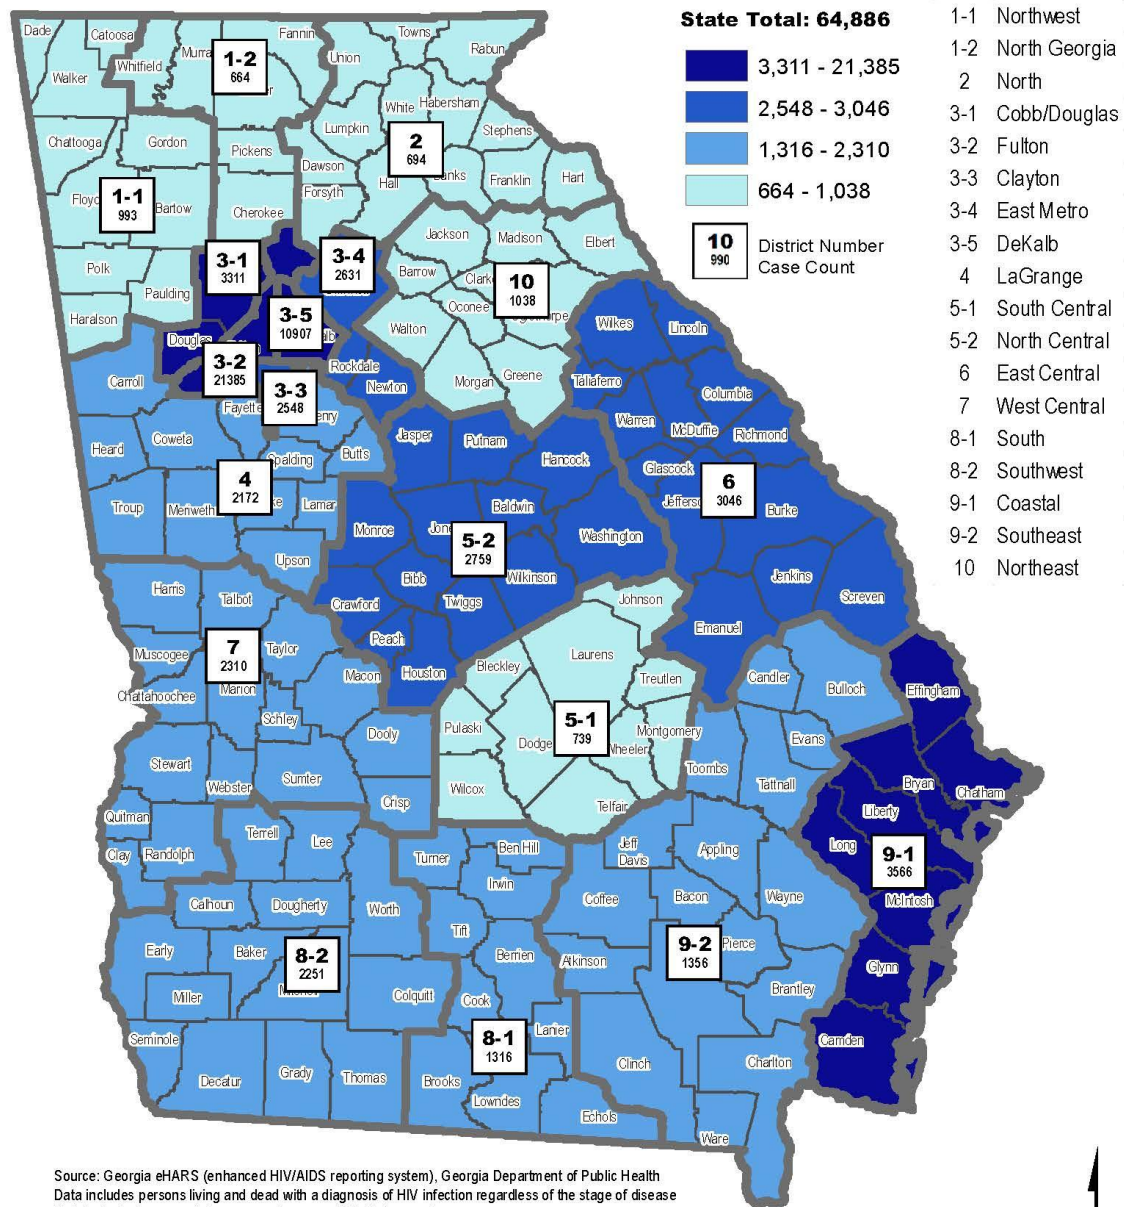 State Total: 64,886
3,311 - 21,385
2,548 - 3,046
1,316 - 2,310
664 - 1,038
10
990
District Number
Case Count
1-1 Northwest
1-2 North Georgia
2 North
3-1 Cobb/Douglas
3-2 Fulton
3-3 Clayton
3-4 East Metro
3-5 DeKalb
4 LaGrange
5-1 South Central
5-2 North Central
6 East Central
7 West Central
8-1 South
8-2 Southwest
9-1 Coastal
9-2 Southeast
10 Northeast
Dade
Catoosa
Fannin
Towns
Rabun
Union
Whitfield
Murra
Walker
1-2
664
White
Habersham
Lumpkin
Stephens
2
694
Chattooga
Gordon
Pickens
Dawson
Hall
Franklin
Hart
Forsyth
Floyd
Bartow
Cherokee
1-1
993
Jackson
Madison
Elbert
Polk
Paulding
Haralson
3-1
3311
3-4
2631
Barrow
Clarke
Oconee
10
1038
Walton
3-5
10907
Douglas
3-2
21385
3-3
2548
Wilkes
Lincoln
Rockdale
Newton
Morgan
Greene
Taliaferro
Columbia
Carroll
Fayette
Warren
McDuffie
Richmond
Heard
Coweta
Spalding
Butts
Jasper
Putnam
Hancock
Glascock
6
3046
Burke
4
2172
Troup
Meriweth
Lamar
Upson
Monroe
Baldwin
5-2
2759
Washington
Bibb
Wilkinson
Jenkins
Screven
Harris
Talbot
Crawford
Twiggs
Johnson
Emanuel
Peach
Houston
Laurens
Bleckley
Treutlen
Candler
Bulloch
Effingham
Muscogee
7
2310
Taylor
Macon
Chattahoochee
Marion
Schley
Dooly
Pulaski
5-1
739
Dodge
Wheeler
Montgomery
Toombs
Evans
Tattnall
Bryan
Chatham
Liberty
Long
Stewart
Webster
Sumter
Crisp
Wilcox
Telfair
Quitman
Clay
Randolph
Terrell
Lee
Turner
Ben Hill
Irwin
Jeff
Davis
Appling
9-1
3566
McIntosh
Calhoun
Dougherty
Worth
Tift
Coffee
Bacon
Wayne
Early
Baker
8-2
2251
Berrien
Atkinson
9-2
1356
Pierce
Glynn
Miller
Colquitt
Cook
Brantley
Seminole
Lanier
8-1
1316
Camden
Decatur
Grady
Thomas
Brooks
Lowndes
Clinch
Charlton
Echols
Ware
Source: Georgia eHARS (enhanced HIV/AIDS reporting system), Georgia Department of Public Health
Data includes persons living and dead with a diagnosis of HIV infection regardless of the stage of disease